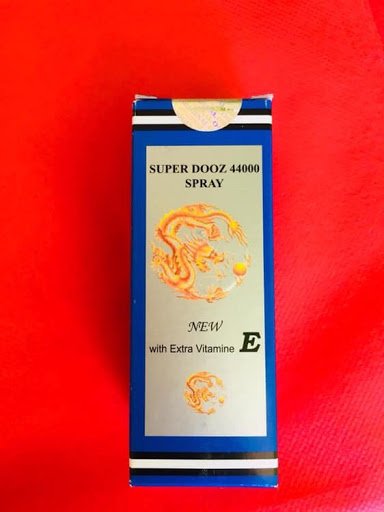 SUPER DOOZ 44000
SPRAY
NEW
with Extra Vitamine E